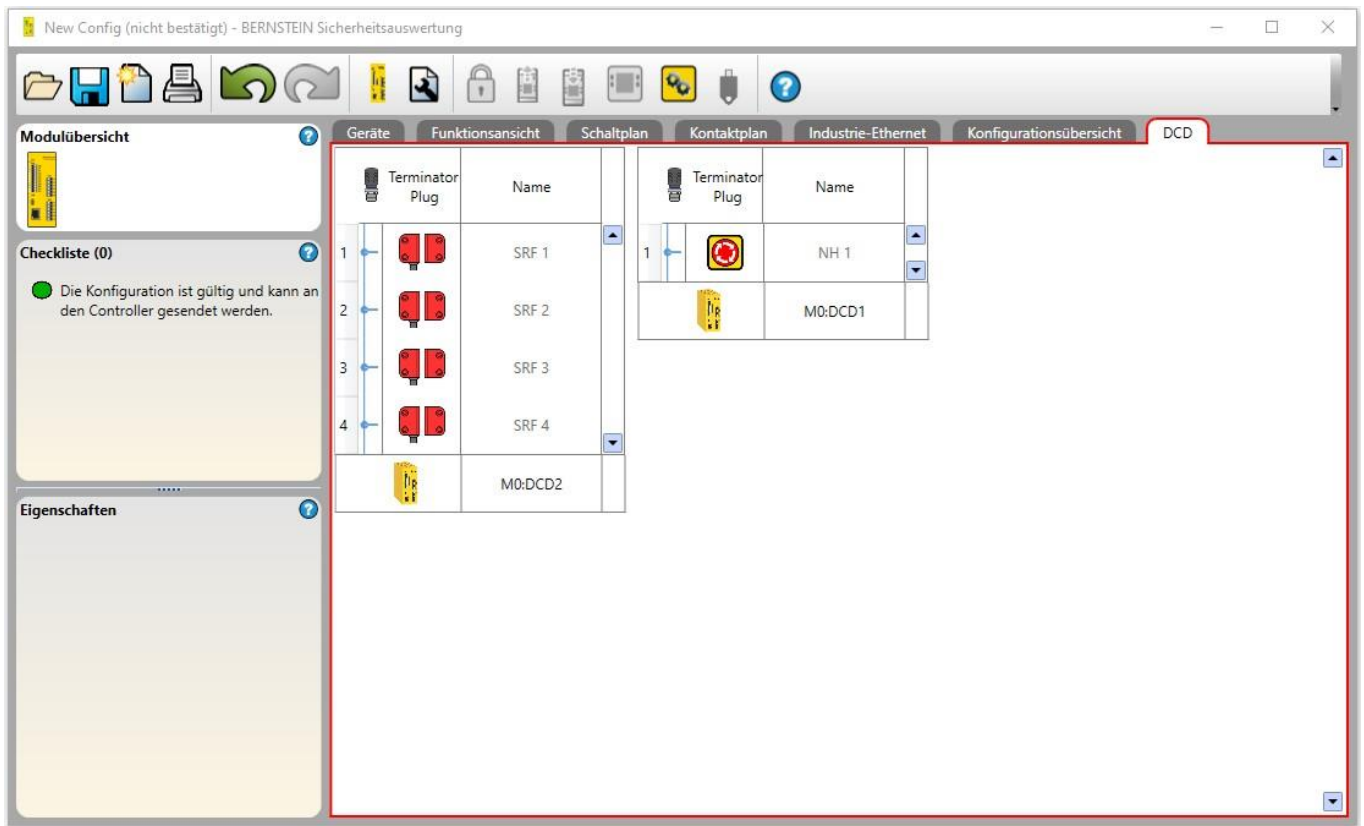 New Config (nicht bestätigt) - BERNSTEIN Sicherheitsauswertung
Modulübersicht
Checkliste (0)
Die Konfiguration ist gültig und kann an
den Controller gesendet werden.
Eigenschaften
Geräte Funktionsansicht Schaltplan Kontaktplan Industrie-Ethernet Konfigurationsübersicht DCD
Terminator
Plug
Name
1 SRF 1
2 SRF 2
3 SRF 3
4 SRF 4
M0:DCD2
Terminator
Plug
Name
1 NH 1
M0:DCD1